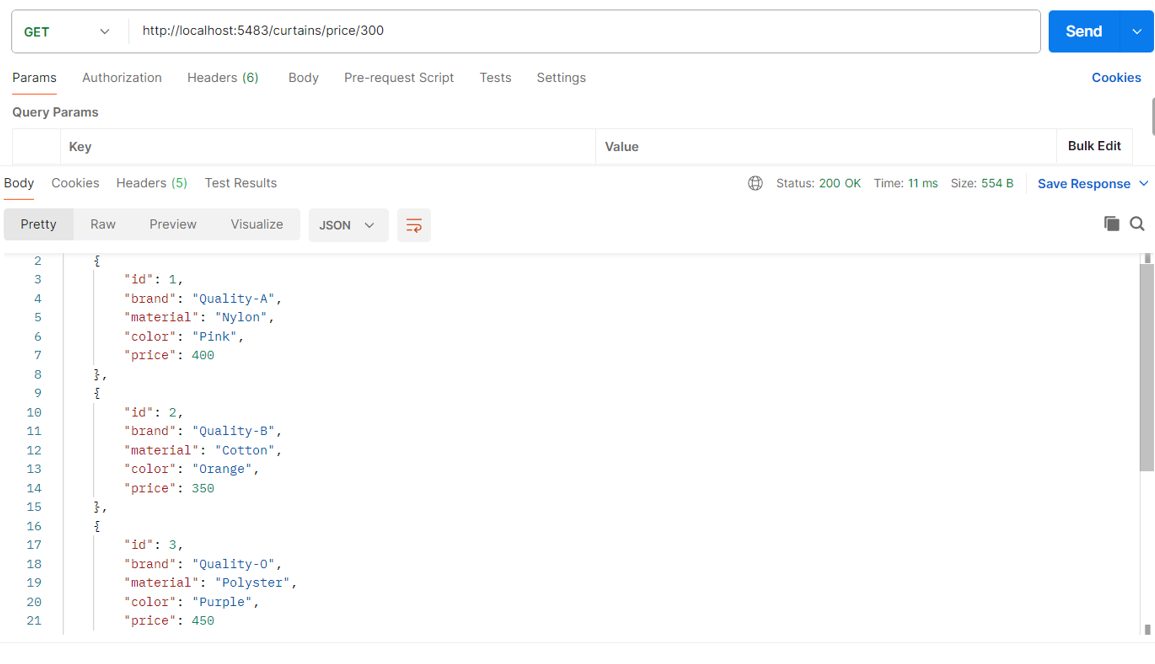 GET http://localhost:5483/curtains/price/300 Send
Params Authorization Headers (6) Body Pre-request Script Tests Settings Cookies
Query Params
Key Value Bulk Edit
Body Cookies Headers (5) Test Results Status: 200 OK Time: 11 ms Size: 554 B Save Response
Pretty Raw Preview Visualize JSON
2 {
3 "id": 1,
4 "brand": "Quality-A",
5 "material": "Nylon",
6 "color": "Pink",
7 "price": 400
8 },
9 {
10 "id": 2,
11 "brand": "Quality-B",
12 "material": "Cotton",
13 "color": "Orange",
14 "price": 350
15 },
16 {
17 "id": 3,
18 "brand": "Quality-O",
19 "material": "Polyster",
20 "color": "Purple",
21 "price": 450